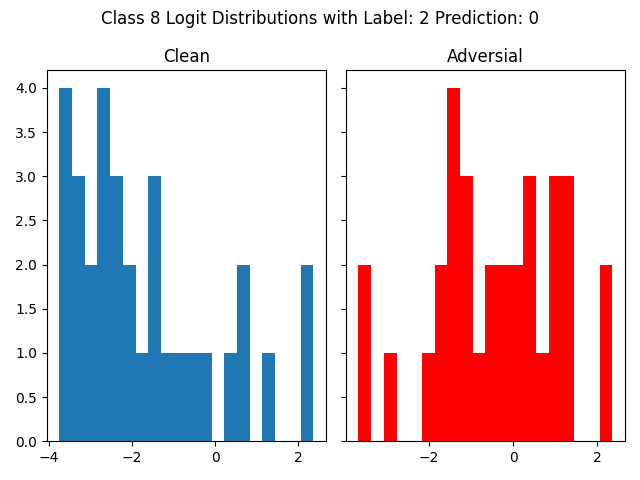 Class 8 Logit Distributions with Label: 2 Prediction: 0
Clean
Adversial
4.0
3.5
3.0
2.5
2.0
1.5
1.0
0.5
0.0
−4 −2 0 2
−2 0 2